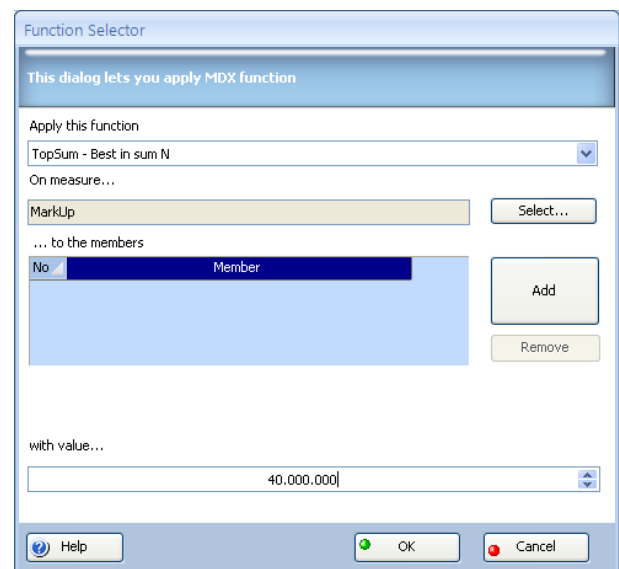 Function Selector
This dialog lets you apply MDX function
Apply this function
TopSum - Best in sum N
On measure...
MarkUp
Select...
... to the members
No Member
Add
Remove
with value...
40.000.000
Help OK Cancel